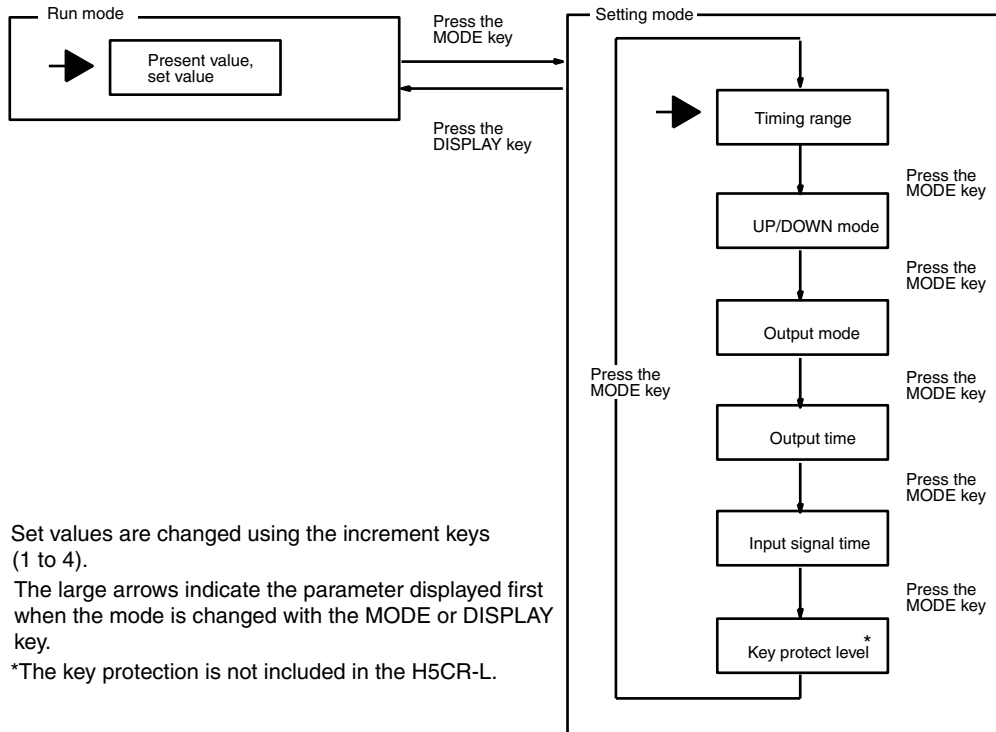 Run mode
Present value,
set value
Press the
MODE key
Press the
DISPLAY key
Setting mode
Timing range
Press the
MODE key
UP/DOWN mode
Press the
MODE key
Output mode
Press the
MODE key
Press the
MODE key
Output time
Press the
MODE key
Input signal time
Press the
MODE key
Key protect level*
Set values are changed using the increment keys
(1 to 4).
The large arrows indicate the parameter displayed first
when the mode is changed with the MODE or DISPLAY
key.
*The key protection is not included in the H5CR-L.